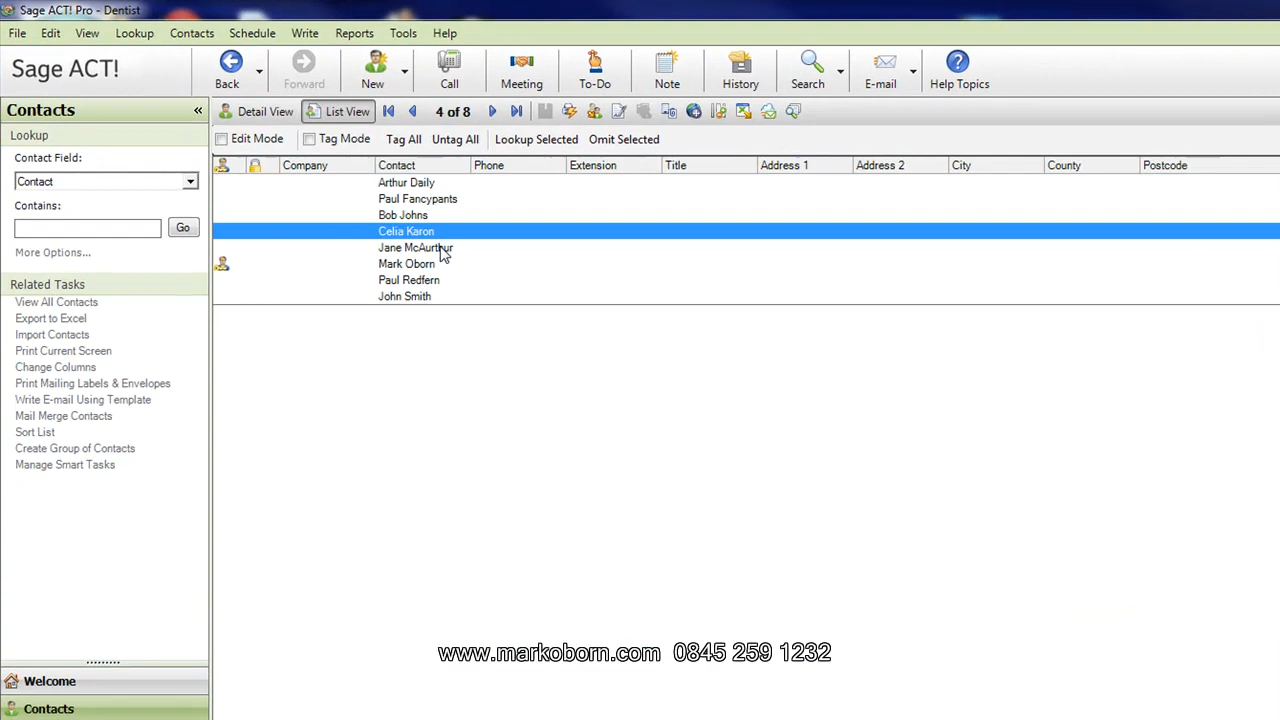 Sage ACT! Pro - Dentist
File Edit View Lookup Contacts Schedule Write Reports Tools Help
Sage ACT!
Back Forward New Call Meeting To-Do Note History Search E-mail Help Topics
Contacts «
Detail View List View 4 of 8
Lookup
Edit Mode Tag Mode Tag All Untag All Lookup Selected Omit Selected
Contact Field:
Contact
Contains:
Go
More Options...
Related Tasks
View All Contacts
Export to Excel
Import Contacts
Print Current Screen
Change Columns
Print Mailing Labels & Envelopes
Write E-mail Using Template
Mail Merge Contacts
Sort List
Create Group of Contacts
Manage Smart Tasks
Company Contact Phone Extension Title Address 1 Address 2 City County Postcode
Arthur Daily
Paul Fancypants
Bob Johns
Celia Karon
Jane McAurthur
Mark Oborn
Paul Redfern
John Smith
www.markoborn.com 0845 259 1232
Welcome
Contacts